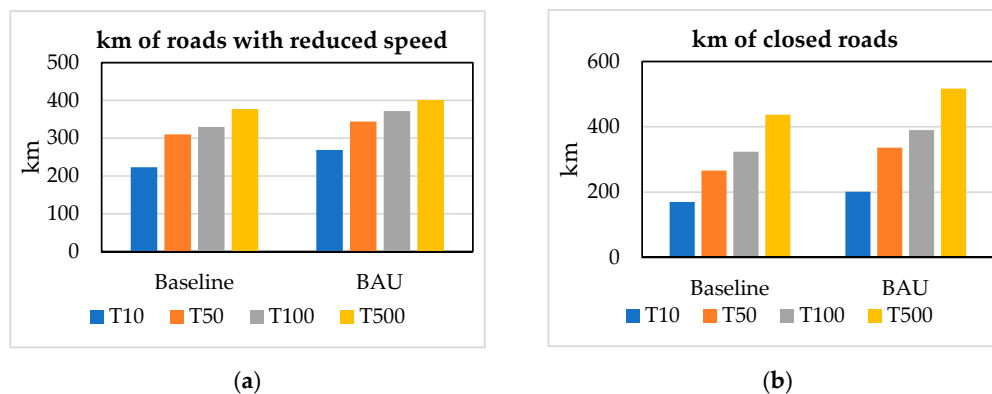 km of roads with reduced speed
500
400
300
200
100
0
km
Baseline BAU
T10 T50 T100 T500
(a)
km of closed roads
600
400
200
0
km
Baseline BAU
T10 T50 T100 T500
(b)